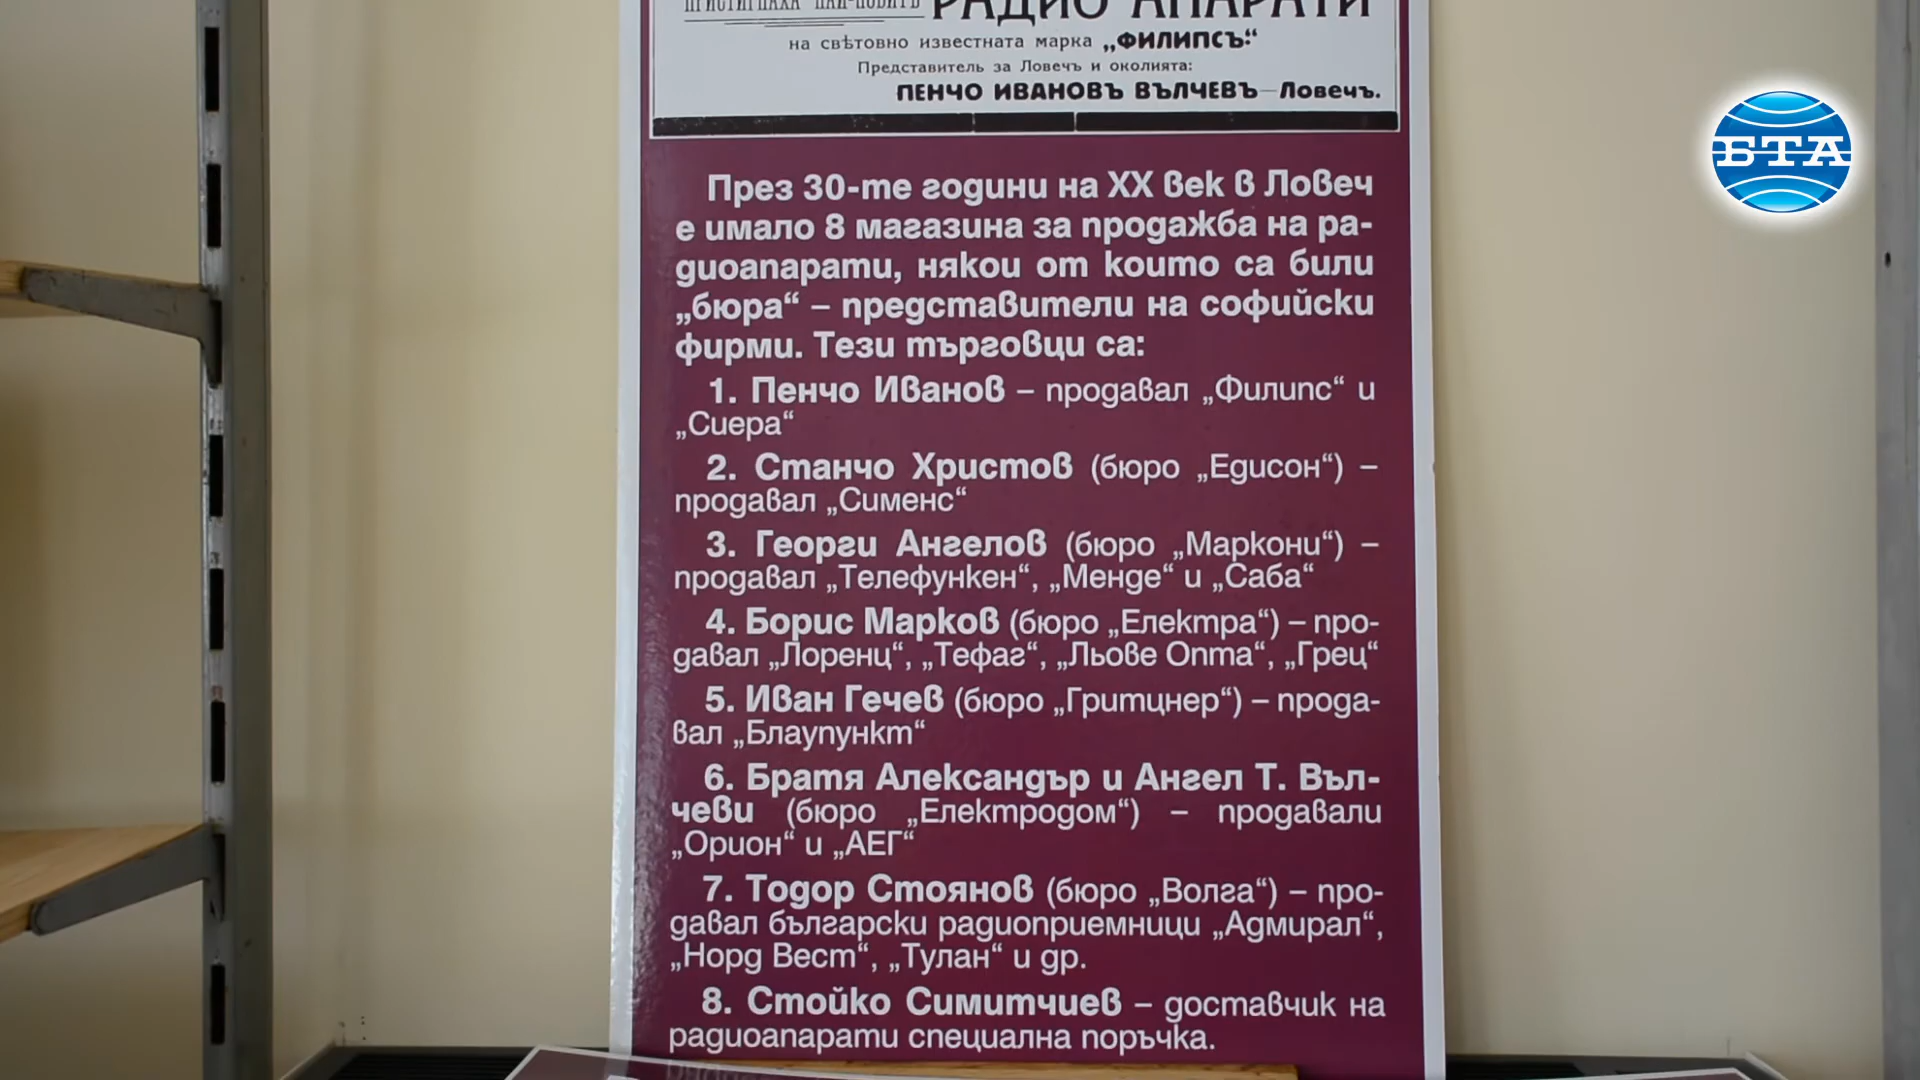 ПРИСТИГНАХА НАЙ-НОВИТѢ РАДИО АПАРАТИ
на свѣтовно известната марка „ФИЛИПСЪ“
Представитель за Ловечъ и околията:
ПЕНЧО ИВАНОВЪ ВЪЛЧЕВЪ — Ловечъ.
БТА
През 30-те години на XX век в Ловеч
е имало 8 магазина за продажба на ра-
диоапарати, някои от които са били
„бюра“ – представители на софийски
фирми. Тези търговци са:
1. Пенчо Иванов – продавал „Филипс“ и
„Сиера“
2. Станчо Христов (бюро „Едисон“) –
продавал „Сименс“
3. Георги Ангелов (бюро „Маркони“) –
продавал „Телефункен“, „Менде“ и „Саба“
4. Борис Марков (бюро „Електра“) – про-
давал „Лоренц“, „Тефаг“, „Льове Опта“, „Грец“
5. Иван Гечев (бюро „Гритцнер“) – прода-
вал „Блаупункт“
6. Братя Александър и Ангел Т. Въл-
чеви (бюро „Електродом“) – продавали
„Орион“ и „АЕГ“
7. Тодор Стоянов (бюро „Волга“) – про-
давал български радиоприемници „Адмирал“,
„Норд Вест“, „Тулан“ и др.
8. Стойко Симитчиев – доставчик на
радиоапарати специална поръчка.